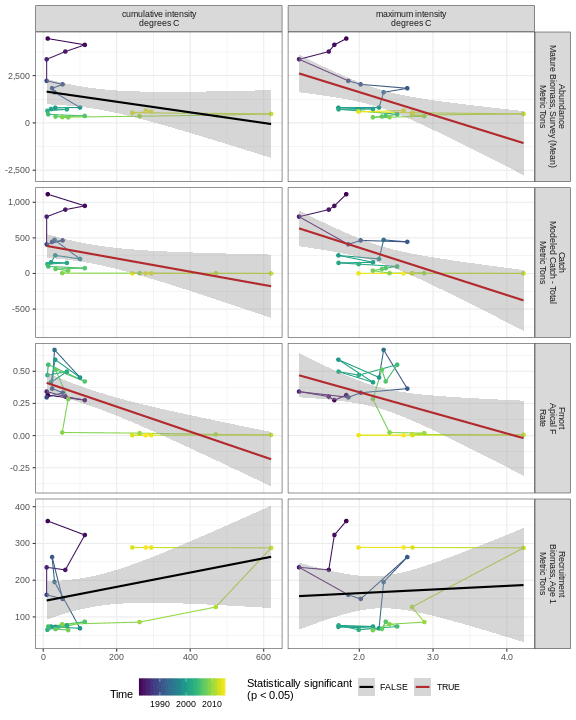 cumulative intensity
degrees C
maximum intensity
degrees C
2,500
0
-2,500
Abundance
Mature Biomass, Survey (Mean)
Metric Tons
1,000
500
0
-500
Catch
Modeled Catch - Total
Metric Tons
0.50
0.25
0.00
-0.25
Fmort
Apical F
Rate
400
300
200
100
Recruitment
Biomass, Age 1
Metric Tons
0
200
400
600
2.0
3.0
4.0
Time
1990
2000
2010
Statistically significant
(p < 0.05)
FALSE
TRUE